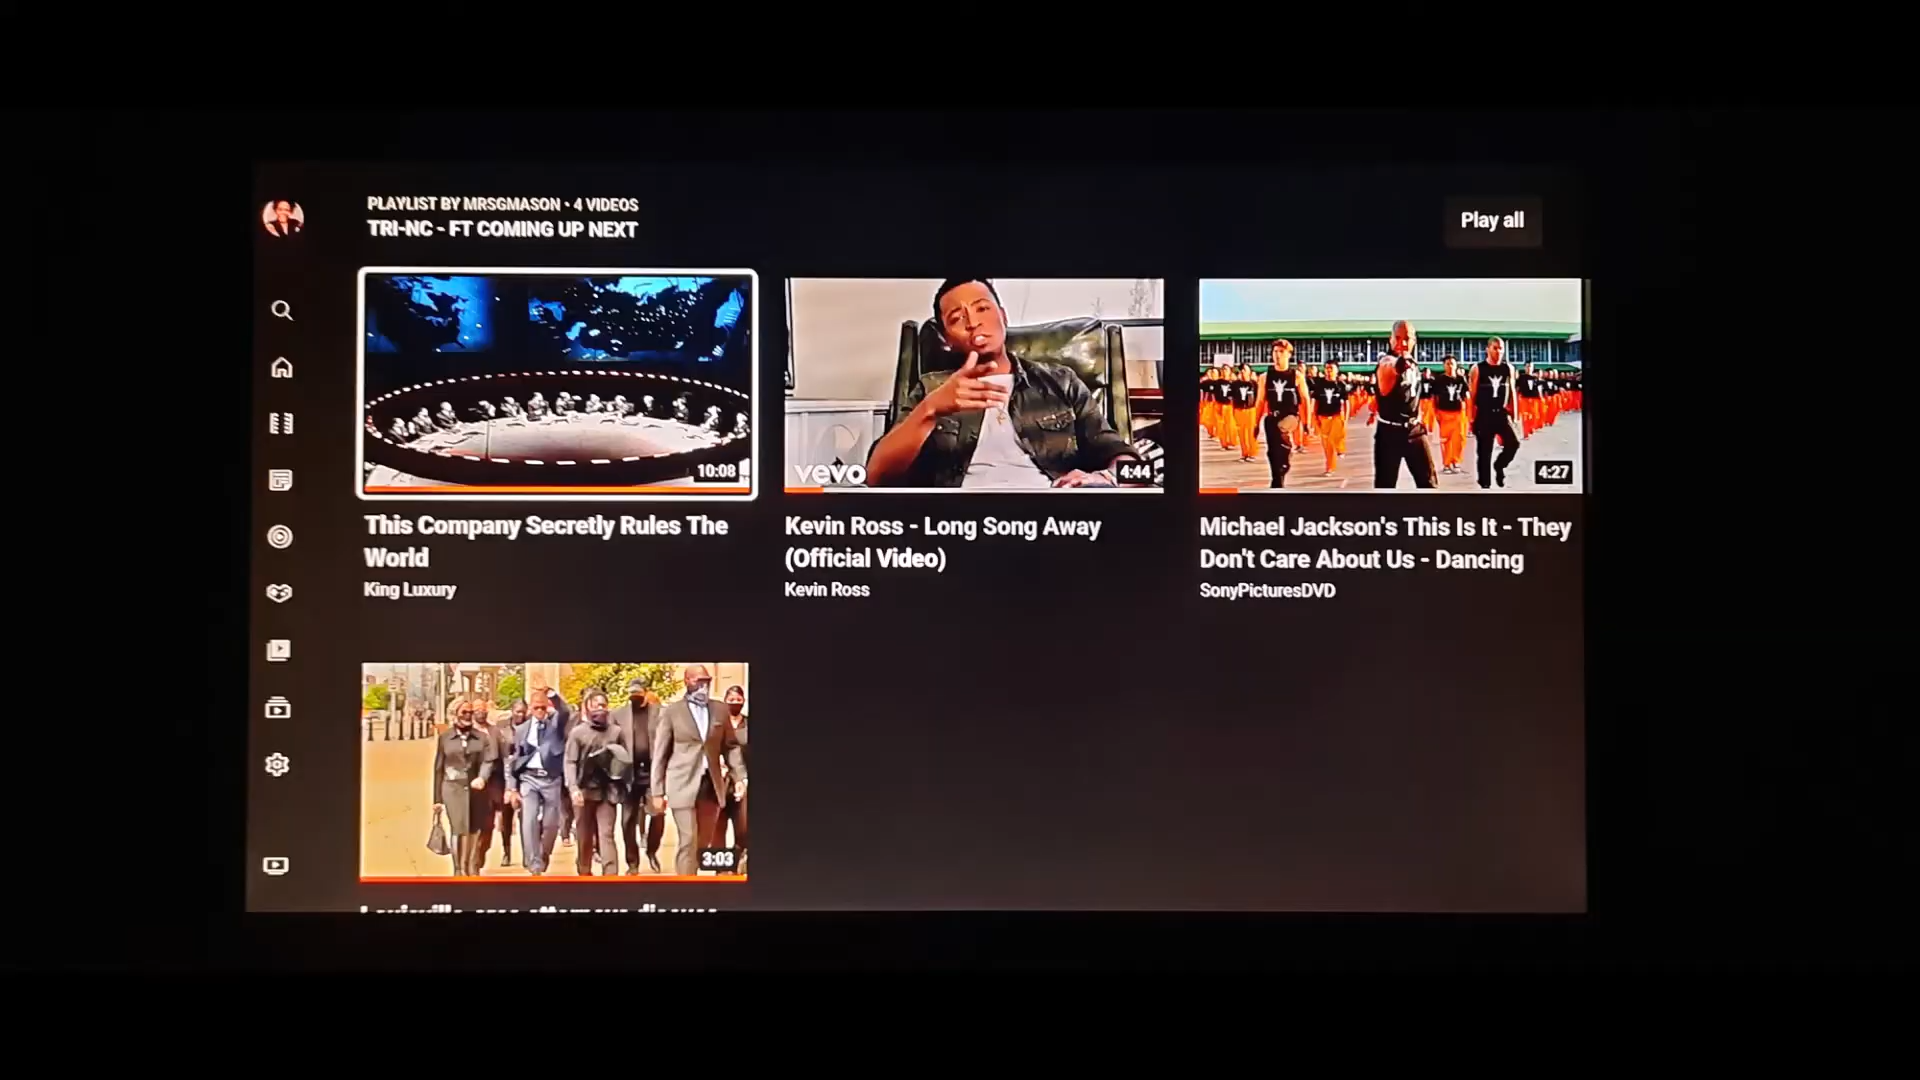 PLAYLIST BY MRSGMASON • 4 VIDEOS
TRI-NC - FT COMING UP NEXT
Play all
10:08
vevo
4:44
4:27
This Company Secretly Rules The
World
King Luxury
Kevin Ross - Long Song Away
(Official Video)
Kevin Ross
Michael Jackson's This Is It - They
Don't Care About Us - Dancing
SonyPicturesDVD
3:03